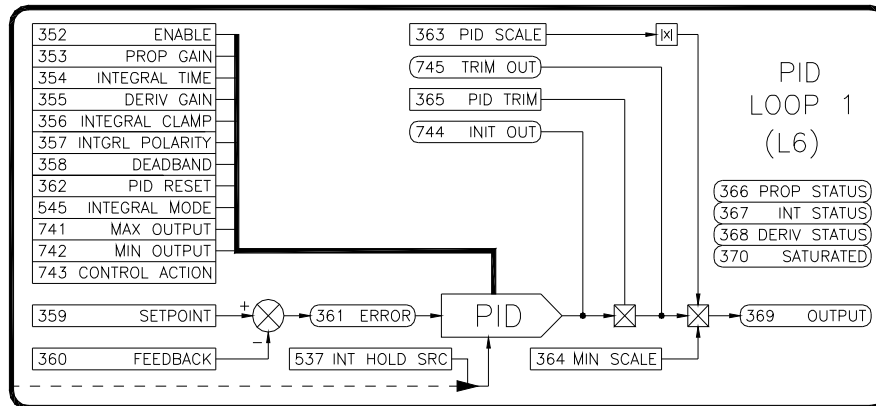 352 ENABLE
353 PROP GAIN
354 INTEGRAL TIME
355 DERIV GAIN
356 INTEGRAL CLAMP
357 INTGRL POLARITY
358 DEADBAND
362 PID RESET
545 INTEGRAL MODE
741 MAX OUTPUT
742 MIN OUTPUT
743 CONTROL ACTION
359 SETPOINT
360 FEEDBACK
+
−
361 ERROR
PID
537 INT HOLD SRC
363 PID SCALE
|x|
745 TRIM OUT
365 PID TRIM
744 INIT OUT
364 MIN SCALE
369 OUTPUT
PID
LOOP 1
(L6)
366 PROP STATUS
367 INT STATUS
368 DERIV STATUS
370 SATURATED